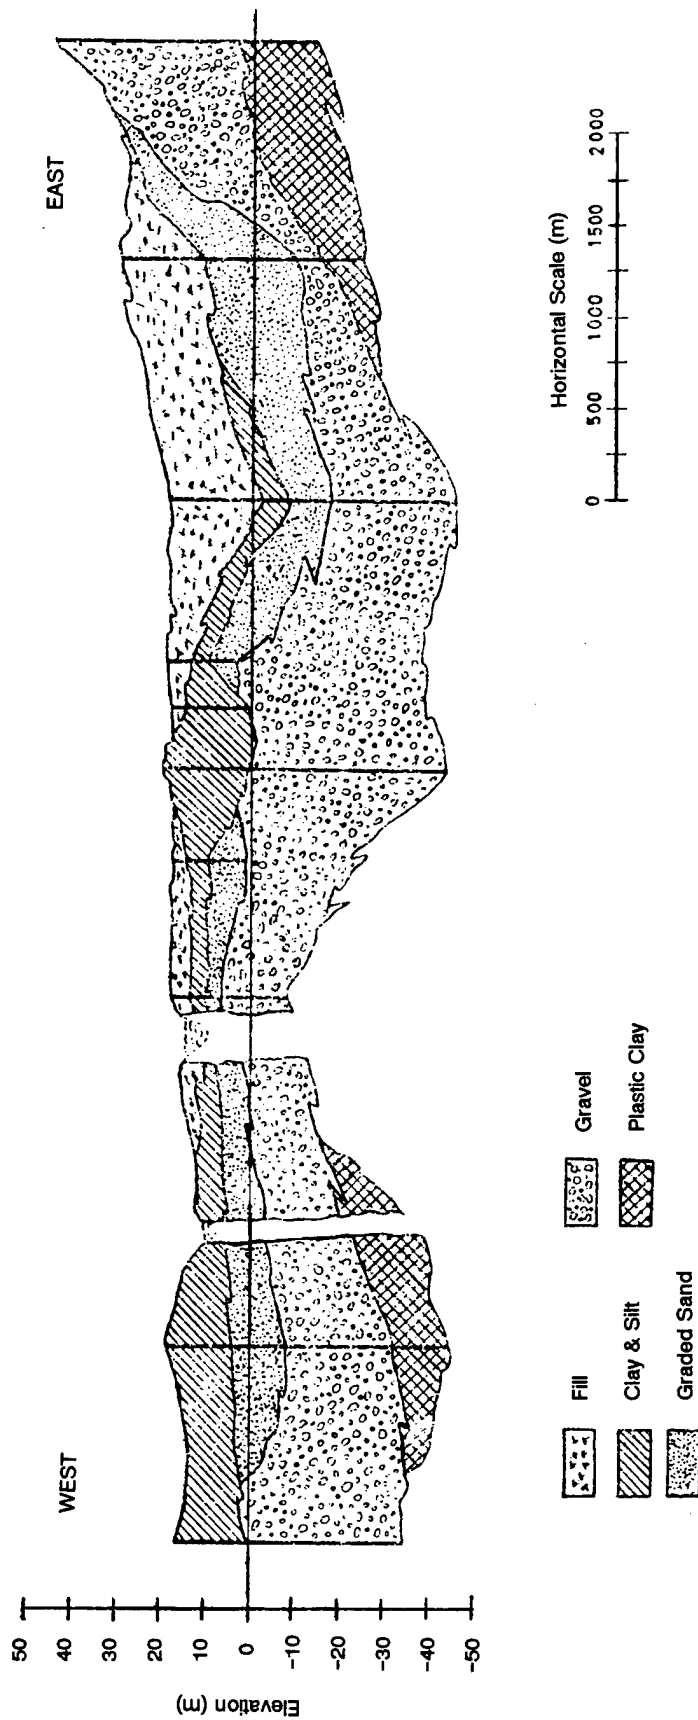 WEST
EAST
50
40
30
20
10
0
-10
-20
-30
-40
-50
Elevation (m)
Fill
Clay & Silt
Graded Sand
Gravel
Plastic Clay
Horizontal Scale (m)
0 500 1000 1500 2000